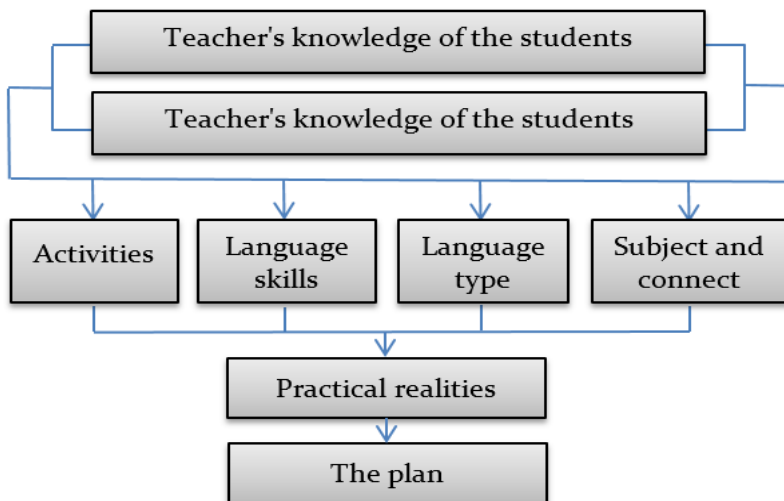 Teacher's knowledge of the students
Teacher's knowledge of the students
Activities
Language
skills
Language
type
Subject and
connect
Practical realities
The plan